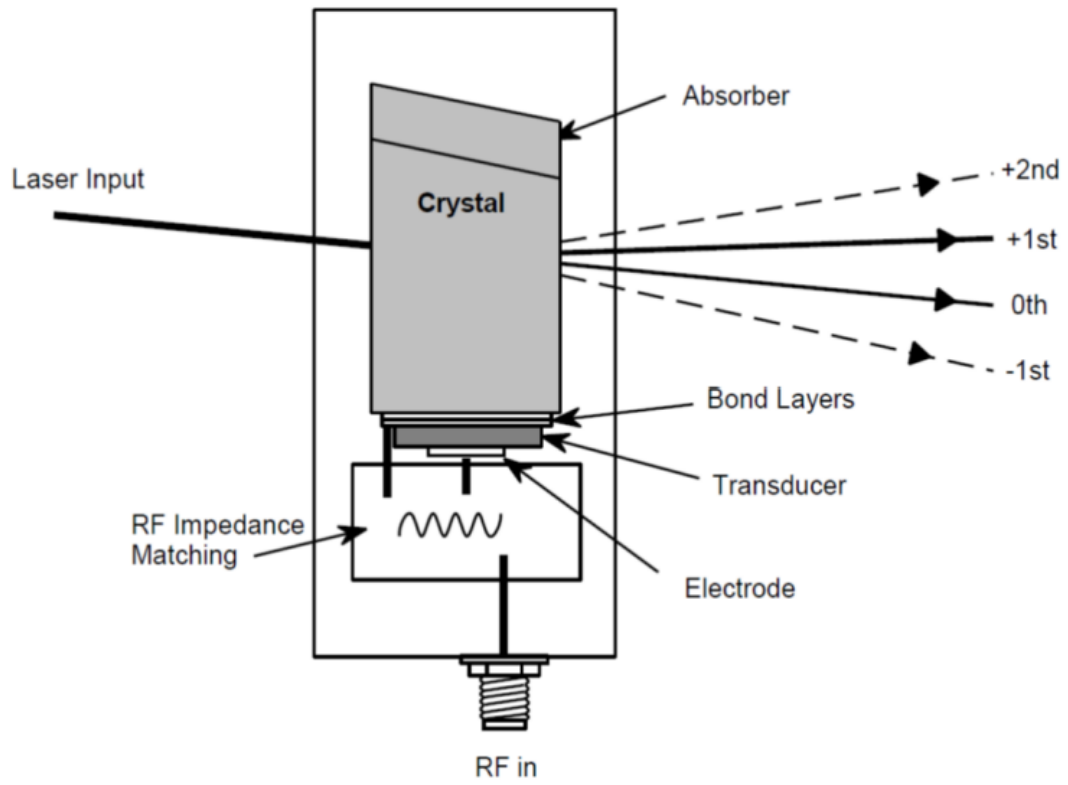 Absorber
Laser Input
+2nd
Crystal
+1st
0th
-1st
Bond Layers
Transducer
RF Impedance
Matching
Electrode
RF in